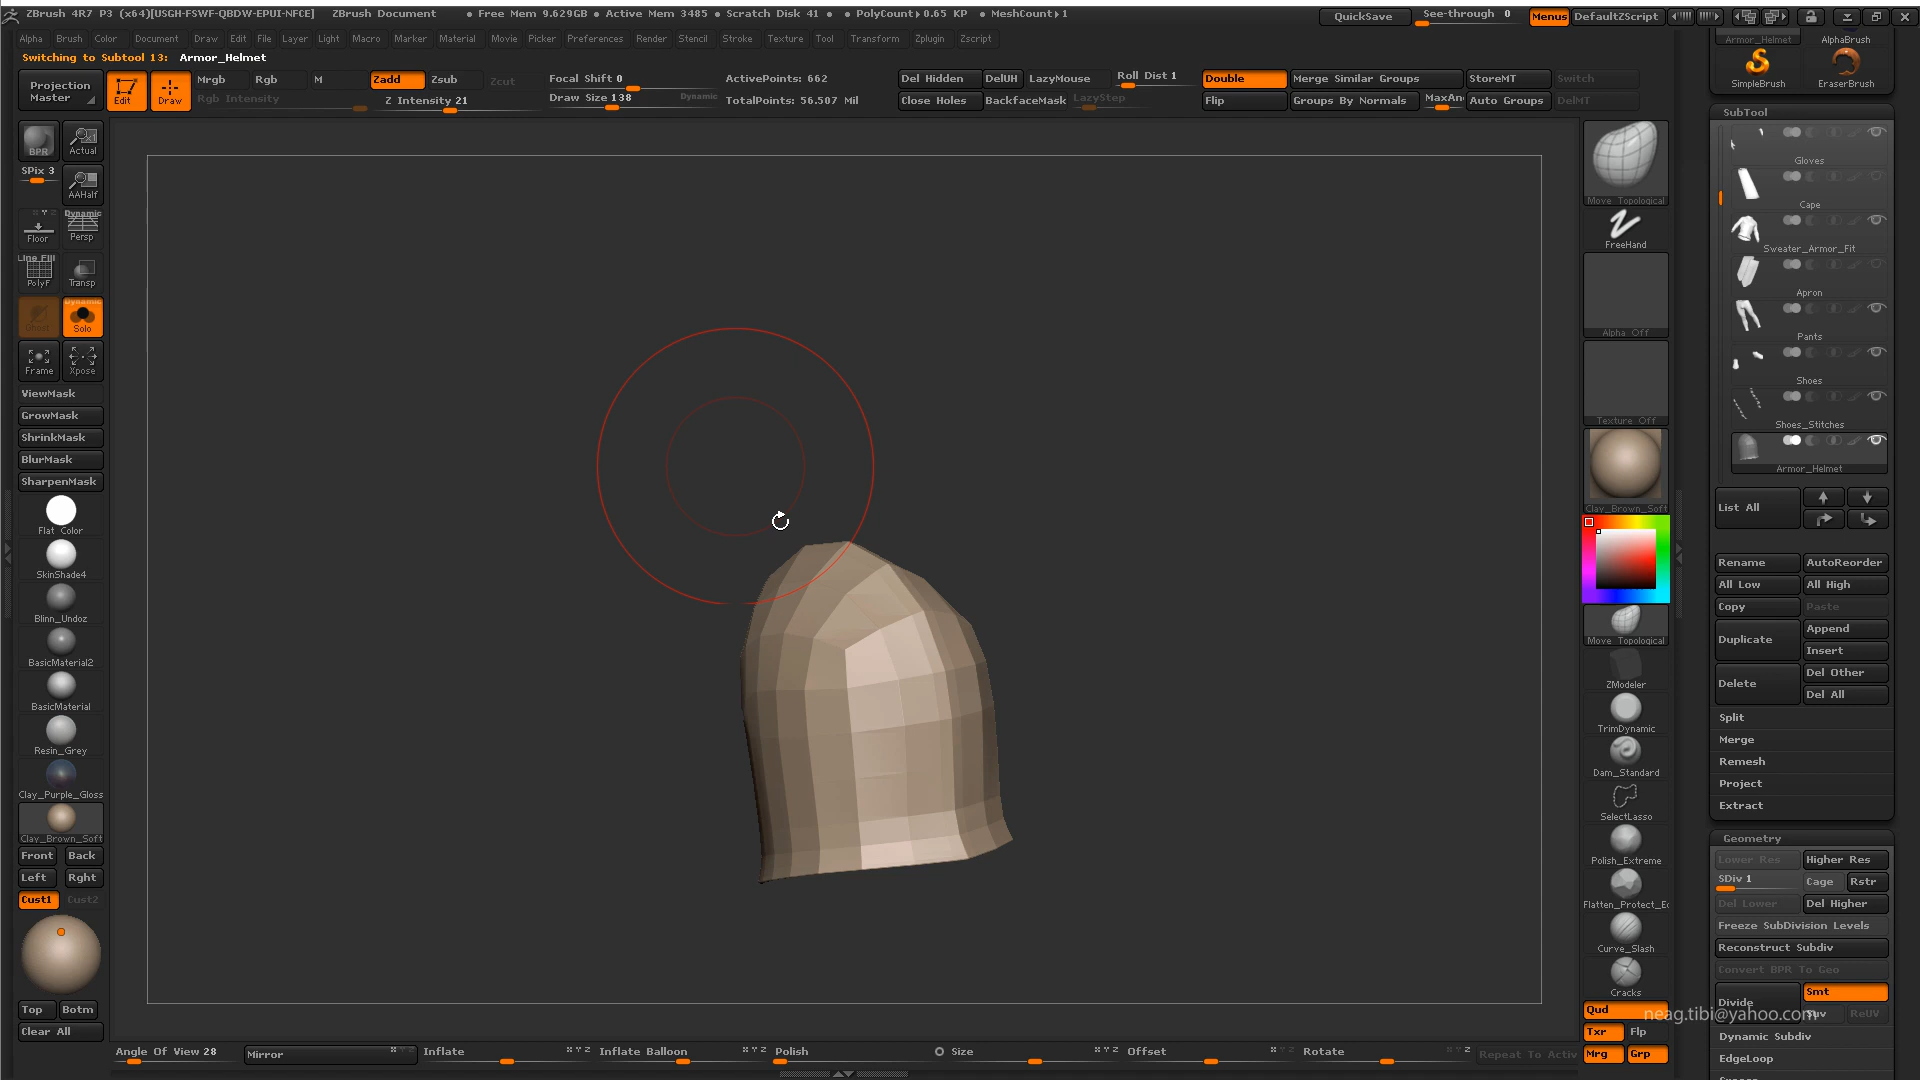 ZBrush 4R7 P3 (x64)[USGH-FSWF-QBDW-EPUI-NFCE] ZBrush Document • Free Mem 9.629GB • Active Mem 3485 • Scratch Disk 41 • • PolyCount▸0.65 KP • MeshCount▸1 QuickSave See-through 0 Menus DefaultZScript
Alpha Brush Color Document Draw Edit File Layer Light Macro Marker Material Movie Picker Preferences Render Stencil Stroke Texture Tool Transform Zplugin Zscript
Armor_Helmet AlphaBrush
Switching to Subtool 13: Armor_Helmet
Projection Master Edit Draw Mrgb Rgb M Zadd Zsub Zcut Focal Shift 0 ActivePoints: 662 Del Hidden DelUH LazyMouse Roll Dist 1 Double Merge Similar Groups StoreMT Switch
Rgb Intensity Z Intensity 21 Draw Size 138 Dynamic TotalPoints: 56.507 Mil Close Holes BackfaceMask LazyStep Flip Groups By Normals MaxAn Auto Groups DelMT
SimpleBrush EraserBrush
BPR Actual
SPix 3
AAHalf
Dynamic
Floor Persp
Line Fill
PolyF Transp
Dynamic
Ghost Solo
Frame Xpose
ViewMask
GrowMask
ShrinkMask
BlurMask
SharpenMask
Flat Color
SkinShade4
Blinn_Undoz
BasicMaterial2
BasicMaterial
Resin_Grey
Clay_Purple_Gloss
Clay_Brown_Soft
Front Back
Left Rght
Cust1 Cust2
Top Botm
Clear All
Move Topological
FreeHand
Alpha Off
Texture Off
Clay_Brown_Soft
Move Topological
ZModeler
TrimDynamic
Dam_Standard
SelectLasso
Polish_Extreme
Flatten_Protect_Ed
Curve_Slash
Cracks
Qud
Txr Flp
Mrg Grp
SubTool
Gloves
Cape
Sweater_Armor_Fit
Apron
Pants
Shoes
Shoes_Stitches
Armor_Helmet
List All
Rename AutoReorder
All Low All High
Copy Paste
Duplicate Append
Insert
Delete Del Other
Del All
Split
Merge
Remesh
Project
Extract
Geometry
Lower Res Higher Res
SDiv 1 Cage Rstr
Del Lower Del Higher
Freeze SubDivision Levels
Reconstruct Subdiv
Convert BPR To Geo
Divide Smt
Suv ReUV
neag.tibi@yahoo.com
Dynamic Subdiv
EdgeLoop
Angle Of View 28 Mirror Inflate Inflate Balloon Polish Size Offset Rotate Repeat To Activ